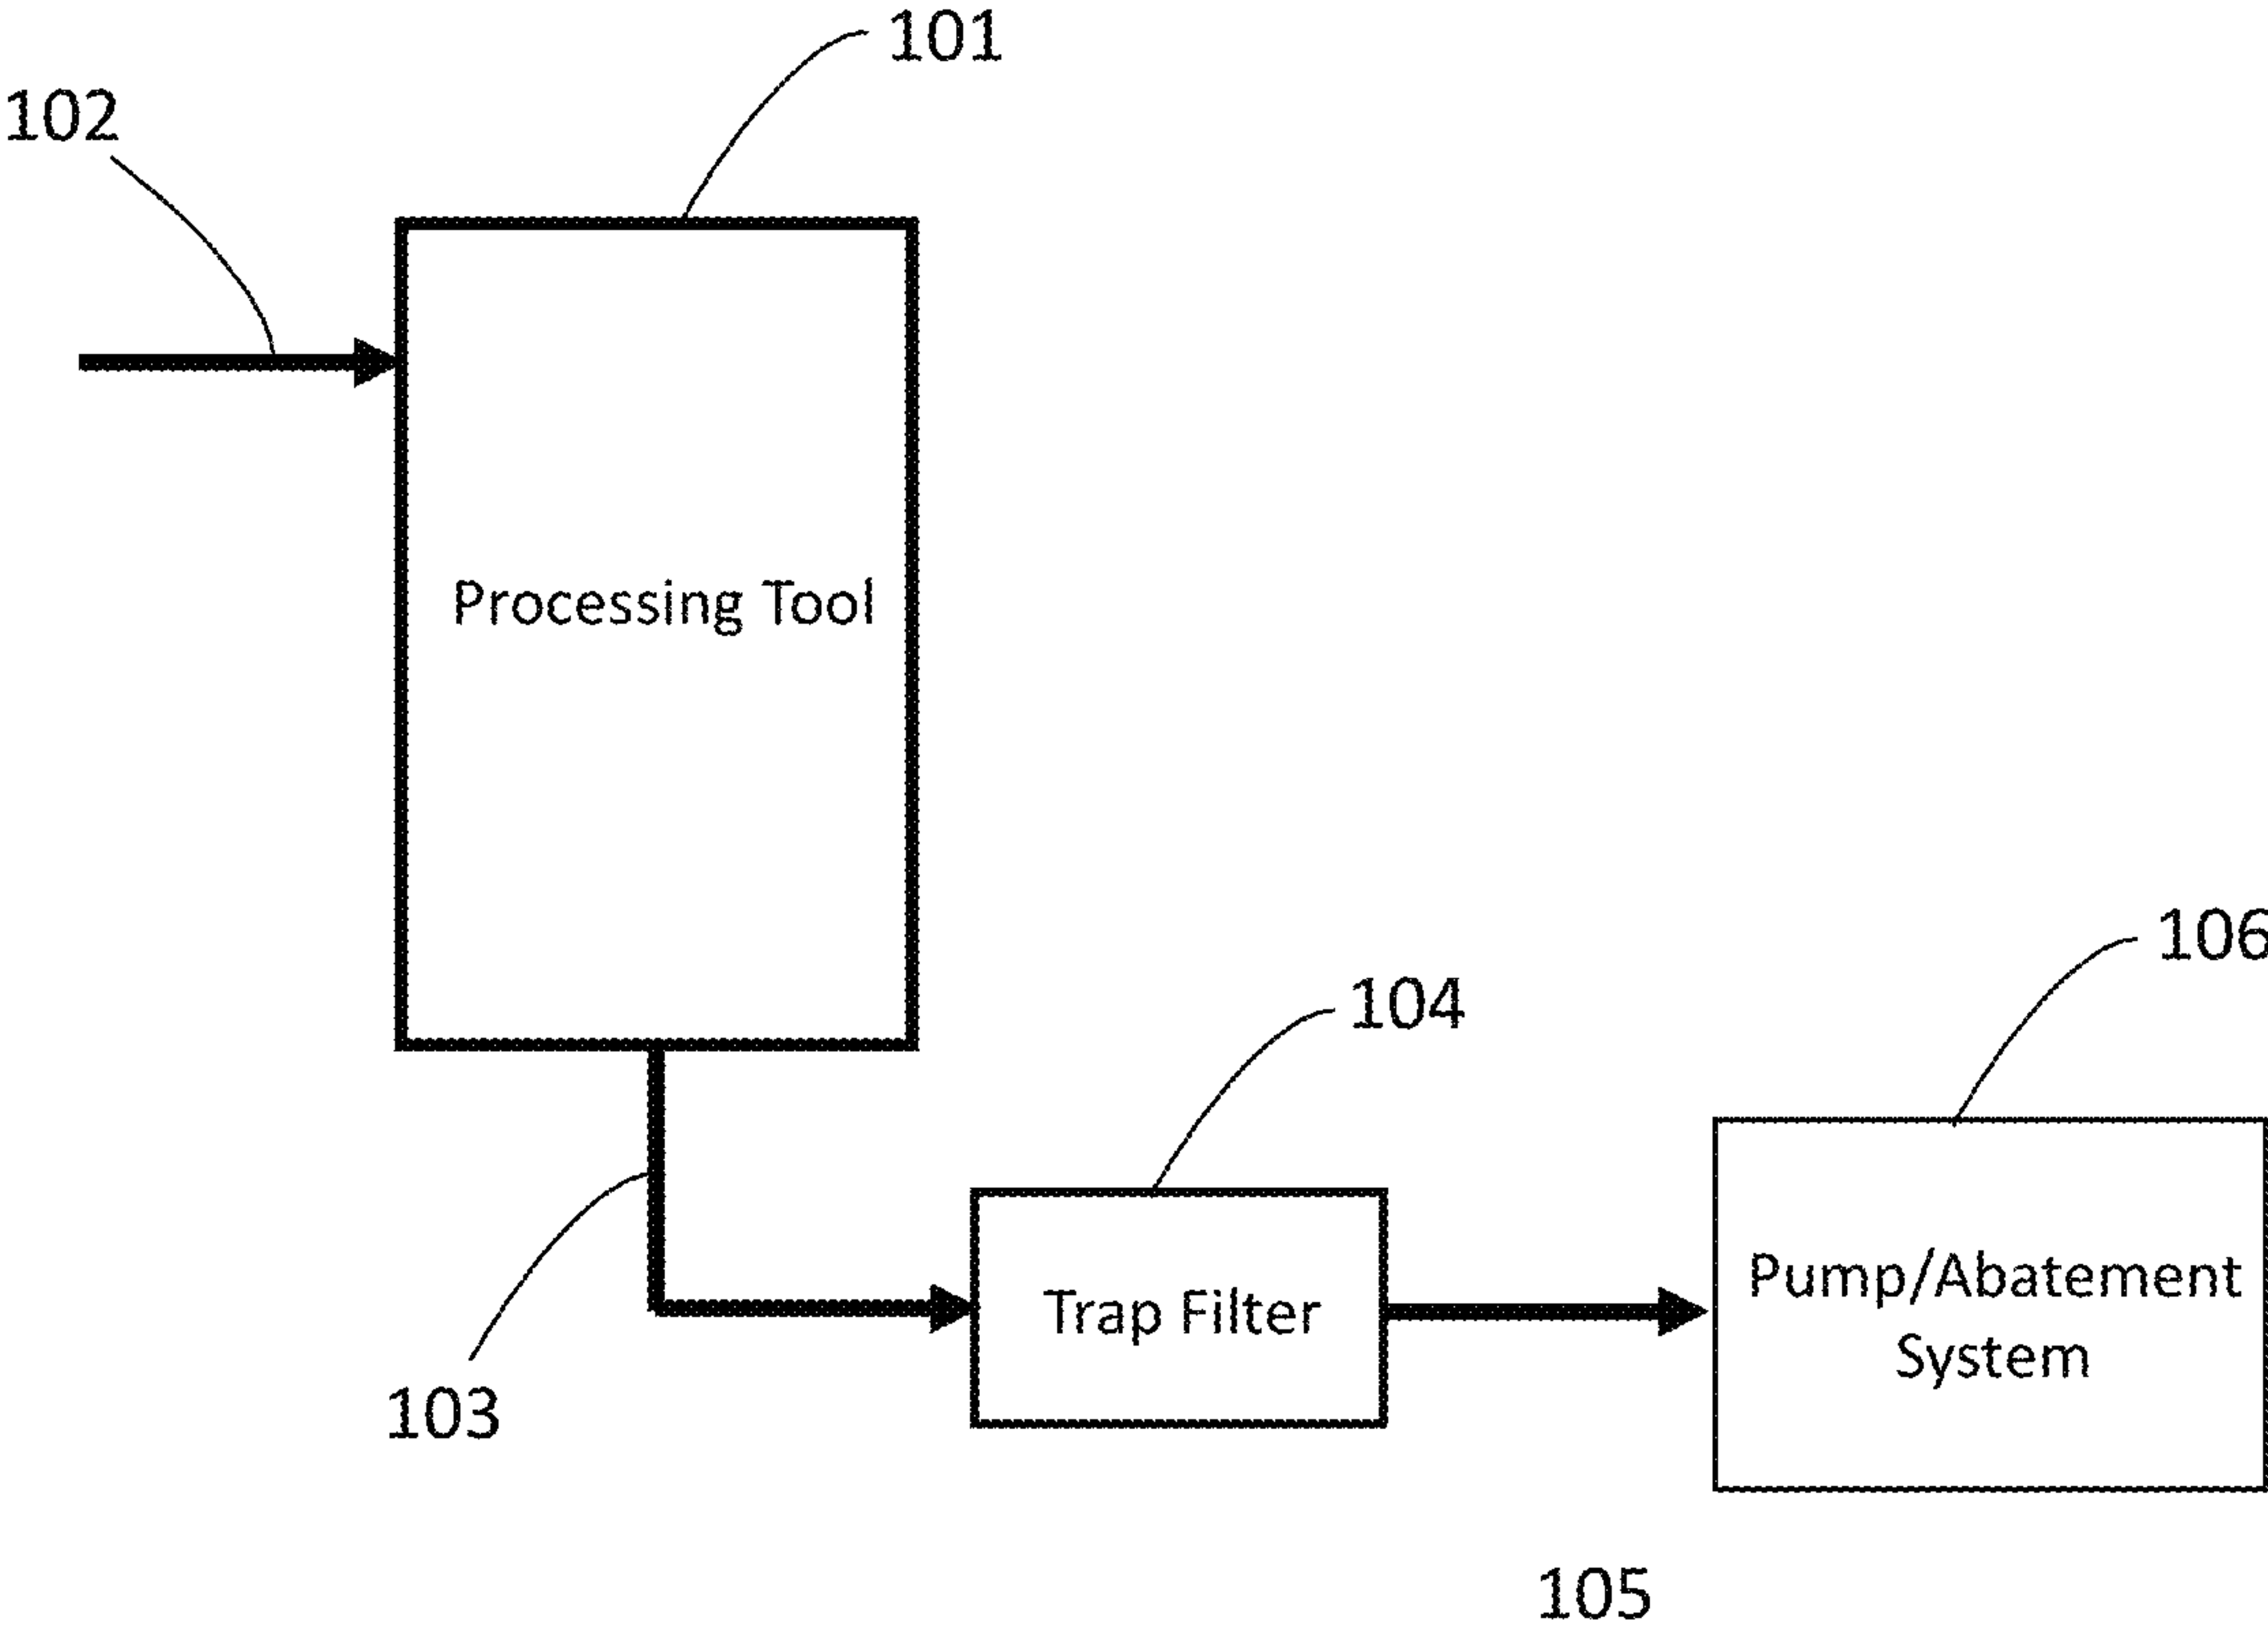 101
102
Processing Tool
106
104
Pump/Abatement
System
Trap Filter
103
105